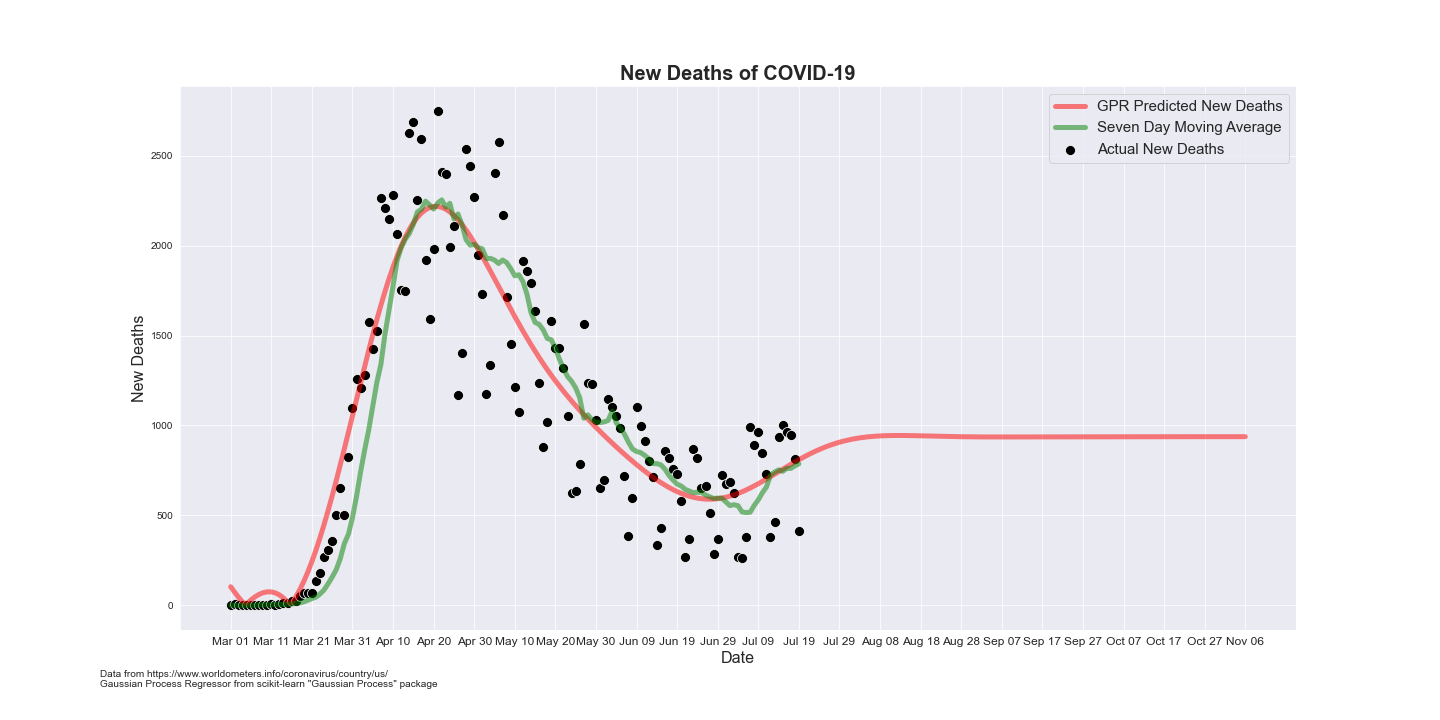 New Deaths of COVID-19
GPR Predicted New Deaths
Seven Day Moving Average
Actual New Deaths
New Deaths
2500
2000
1500
1000
500
0
Mar 01 Mar 11 Mar 21 Mar 31 Apr 10 Apr 20 Apr 30 May 10 May 20 May 30 Jun 09 Jun 19 Jun 29 Jul 09 Jul 19 Jul 29 Aug 08 Aug 18 Aug 28 Sep 07 Sep 17 Sep 27 Oct 07 Oct 17 Oct 27 Nov 06
Date
Data from https://www.worldometers.info/coronavirus/country/us/
Gaussian Process Regressor from scikit-learn "Gaussian Process" package